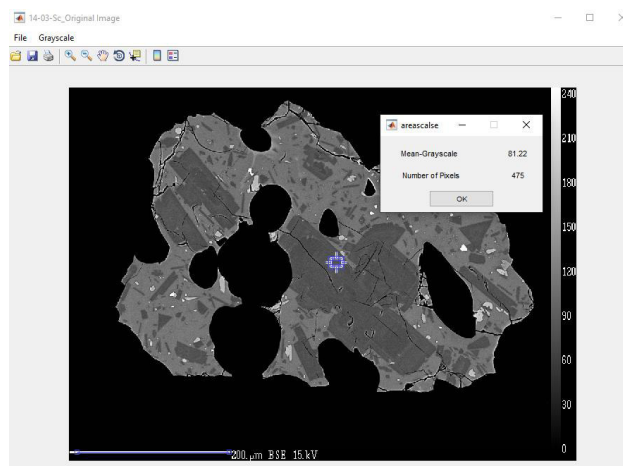 14-03-Sc_Original Image
File Grayscale
areascalse
Mean-Grayscale 81.22
Number of Pixels 475
OK
240
210
180
150
120
90
60
30
0
200.µm BSE 15.kV